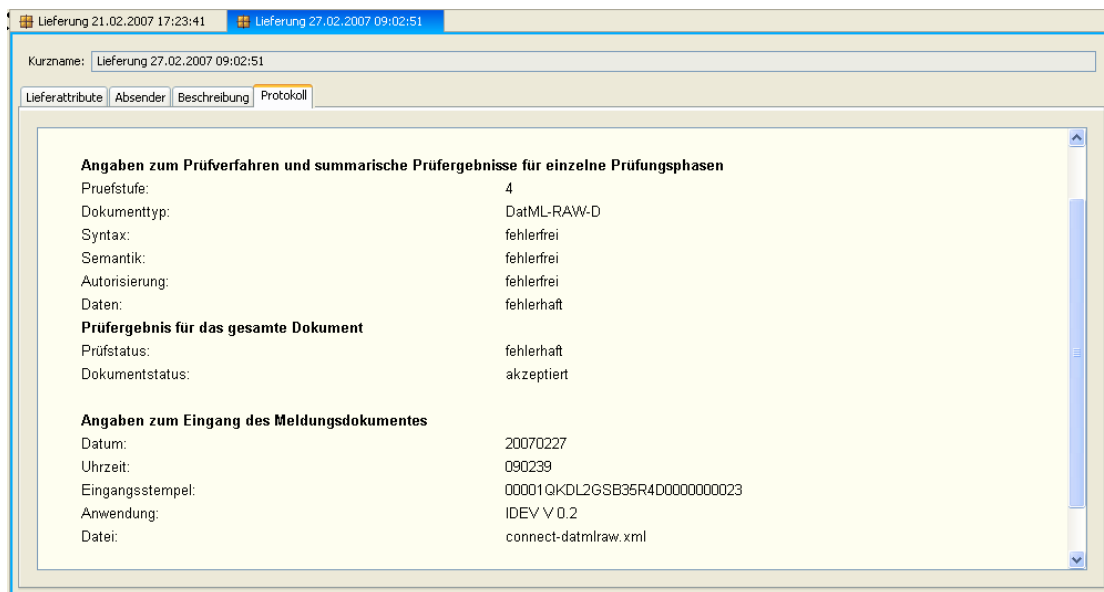 Lieferung 21.02.2007 17:23:41 Lieferung 27.02.2007 09:02:51
Kurzname: Lieferung 27.02.2007 09:02:51
Lieferattribute Absender Beschreibung Protokoll
Angaben zum Prüfverfahren und summarische Prüfergebnisse für einzelne Prüfungsphasen
Pruefstufe: 4
Dokumenttyp: DatML-RAW-D
Syntax: fehlerfrei
Semantik: fehlerfrei
Autorisierung: fehlerfrei
Daten: fehlerhaft
Prüfergebnis für das gesamte Dokument
Prüfstatus: fehlerhaft
Dokumentstatus: akzeptiert
Angaben zum Eingang des Meldungsdokumentes
Datum: 20070227
Uhrzeit: 090239
Eingangsstempel: 00001QKDL2GSB35R4D0000000023
Anwendung: IDEV V 0.2
Datei: connect-datmlraw.xml